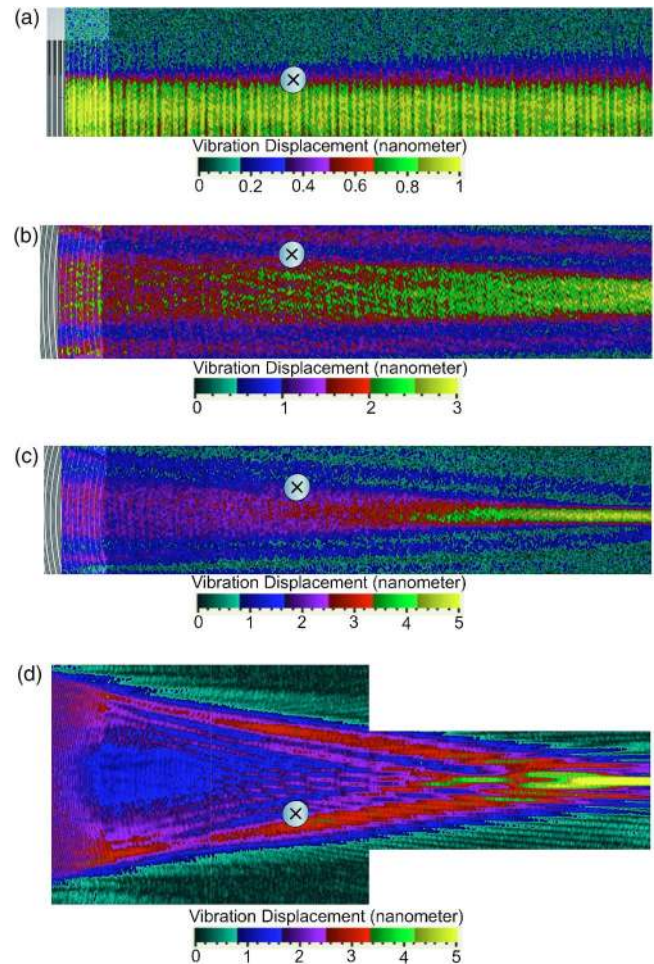 (a)
Vibration Displacement (nanometer)
0 0.2 0.4 0.6 0.8 1
(b)
Vibration Displacement (nanometer)
0 1 2 3
(c)
Vibration Displacement (nanometer)
0 1 2 3 4 5
(d)
Vibration Displacement (nanometer)
0 1 2 3 4 5